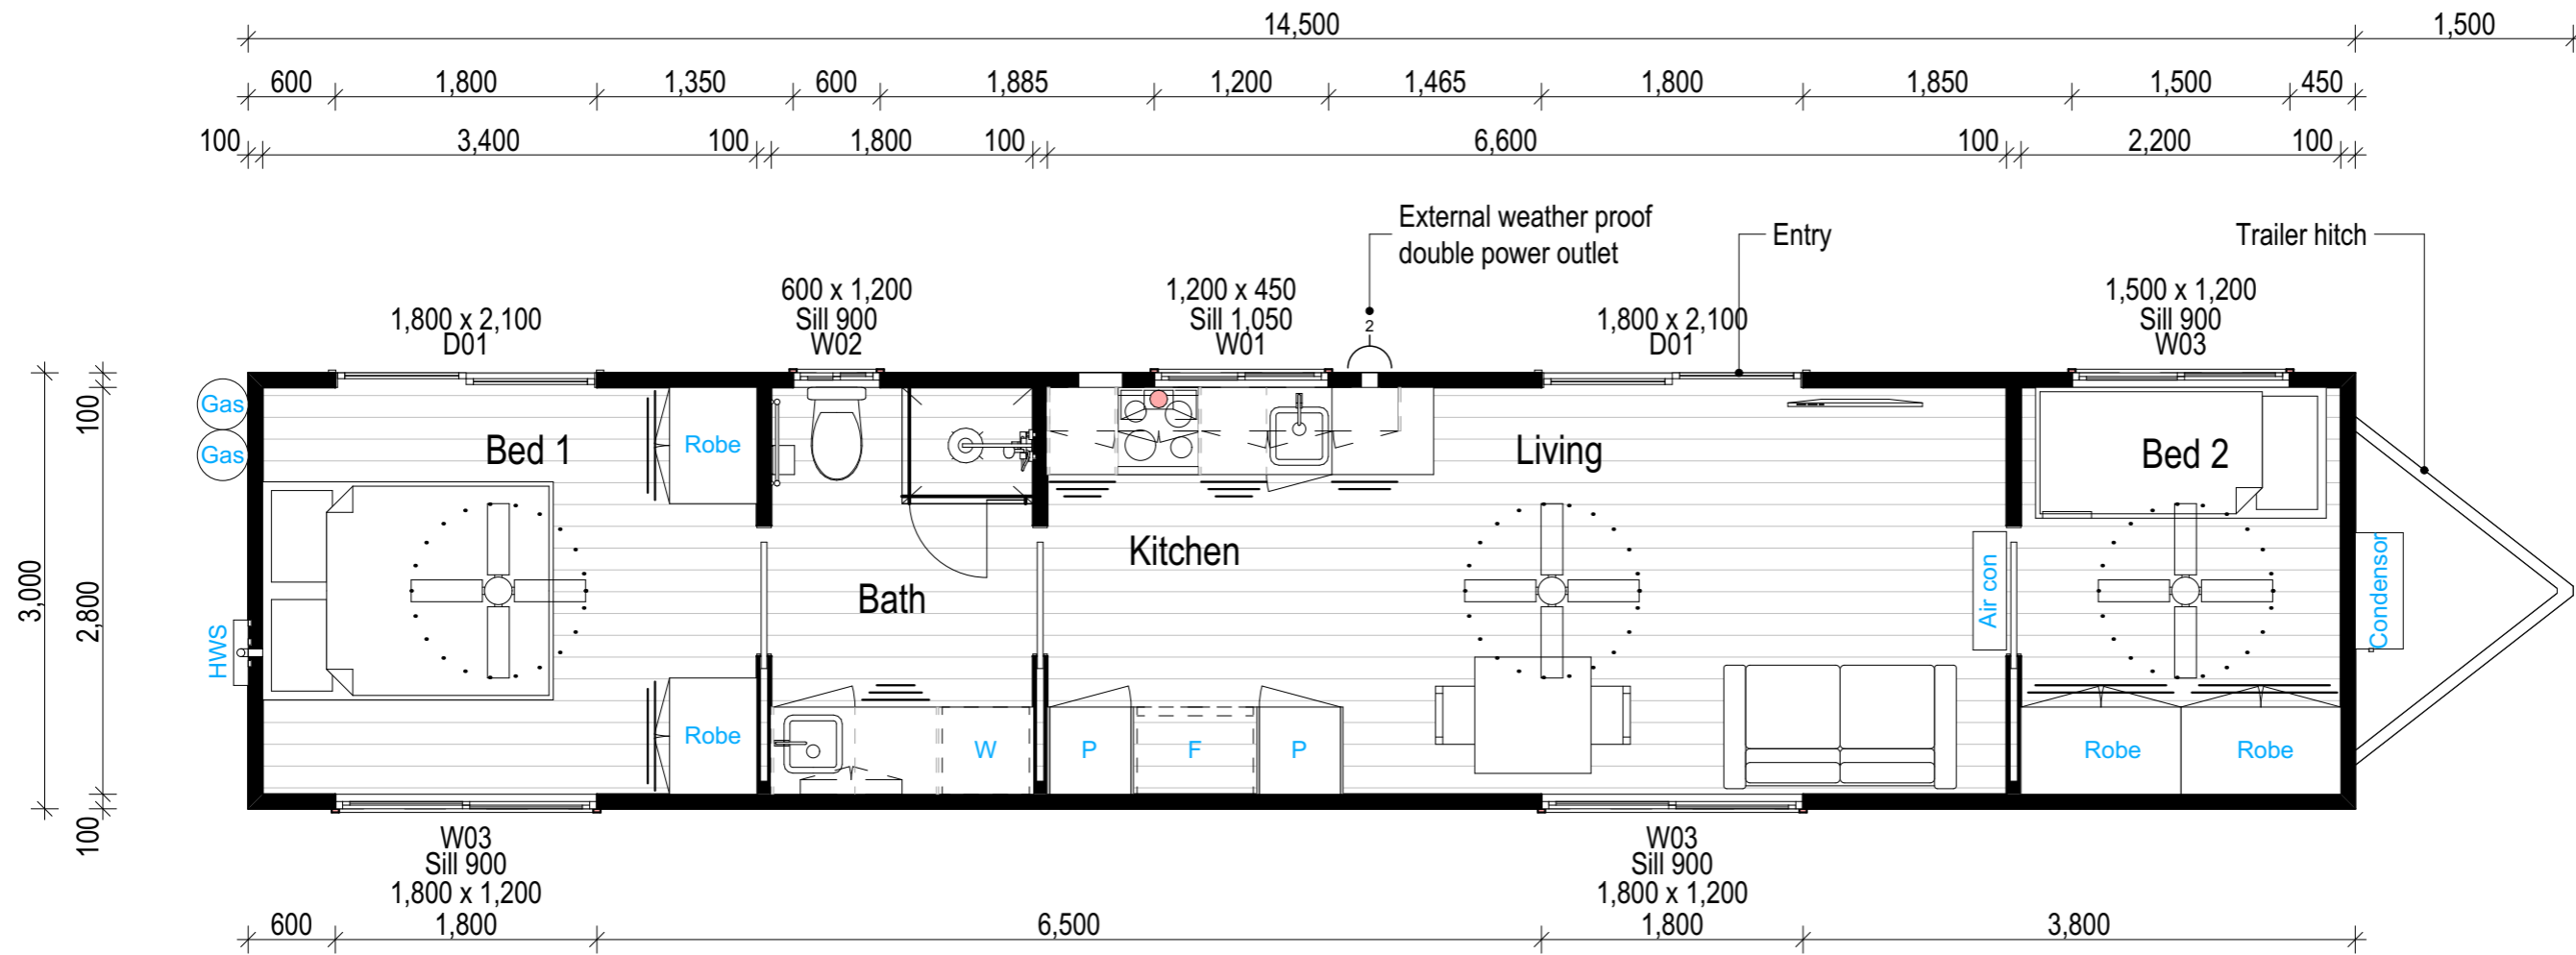 14,500
1,500
600
1,800
1,350
600
1,885
1,200
1,465
1,800
1,850
1,500
450
100
3,400
100
1,800
100
6,600
100
2,200
100
External weather proof
double power outlet
Entry
Trailer hitch
1,800 x 2,100
D01
600 x 1,200
Sill 900
W02
1,200 x 450
Sill 1,050
W01
2
1,800 x 2,100
D01
1,500 x 1,200
Sill 900
W03
3,000
100
2,800
100
Gas
Gas
HWS
Bed 1
Robe
Robe
Bath
W
Kitchen
P
F
P
Living
Air con
Bed 2
Robe
Robe
Condensor
W03
Sill 900
1,800 x 1,200
W03
Sill 900
1,800 x 1,200
600
1,800
6,500
1,800
3,800